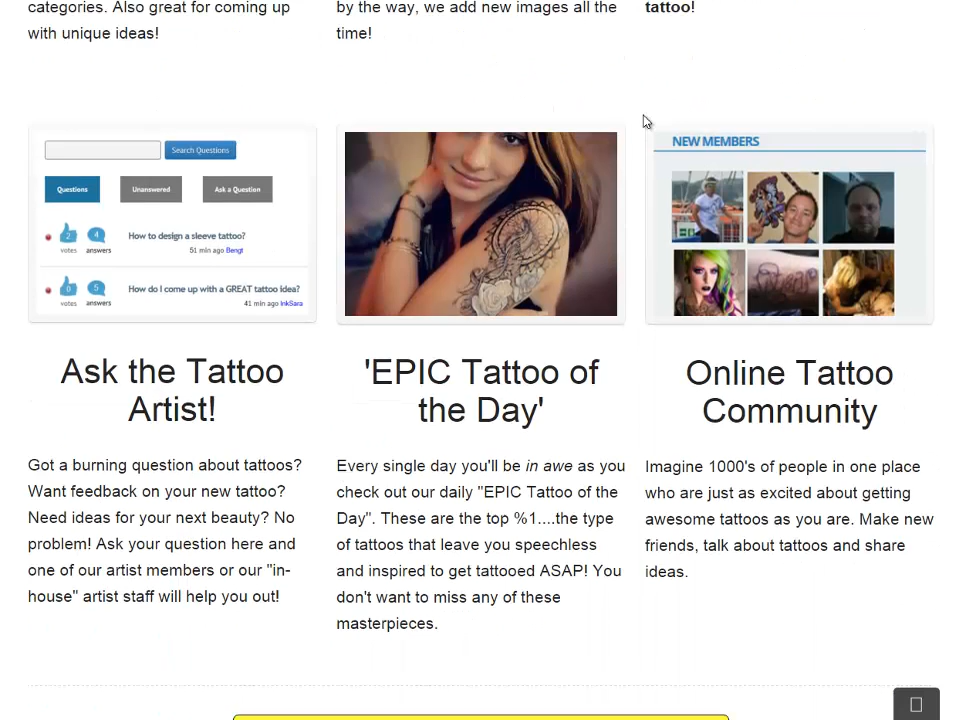 categories. Also great for coming up
with unique ideas!
by the way, we add new images all the
time!
tattoo!
Search Questions
Questions
Unanswered
Ask a Question
2
4
How to design a sleeve tattoo?
votes
answers
51 min ago Bengt
0
5
How do I come up with a GREAT tattoo idea?
votes
answers
41 min ago InkSara
NEW MEMBERS
Ask the Tattoo
Artist!
Got a burning question about tattoos?
Want feedback on your new tattoo?
Need ideas for your next beauty? No
problem! Ask your question here and
one of our artist members or our "in-
house" artist staff will help you out!
'EPIC Tattoo of
the Day'
Every single day you'll be in awe as you
check out our daily "EPIC Tattoo of the
Day". These are the top %1....the type
of tattoos that leave you speechless
and inspired to get tattooed ASAP! You
don't want to miss any of these
masterpieces.
Online Tattoo
Community
Imagine 1000's of people in one place
who are just as excited about getting
awesome tattoos as you are. Make new
friends, talk about tattoos and share
ideas.